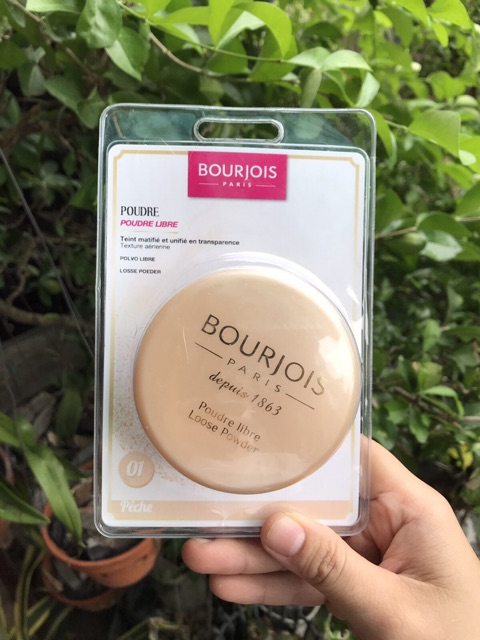 BOURJOIS
PARIS
POUDRE
POUDRE LIBRE
Teint matifié et unifié en transparence
Texture aérienne
POLVO LIBRE
LOSSE POEDER
BOURJOIS
PARIS
depuis 1863
Poudre libre
Loose Powder
01
Pêche